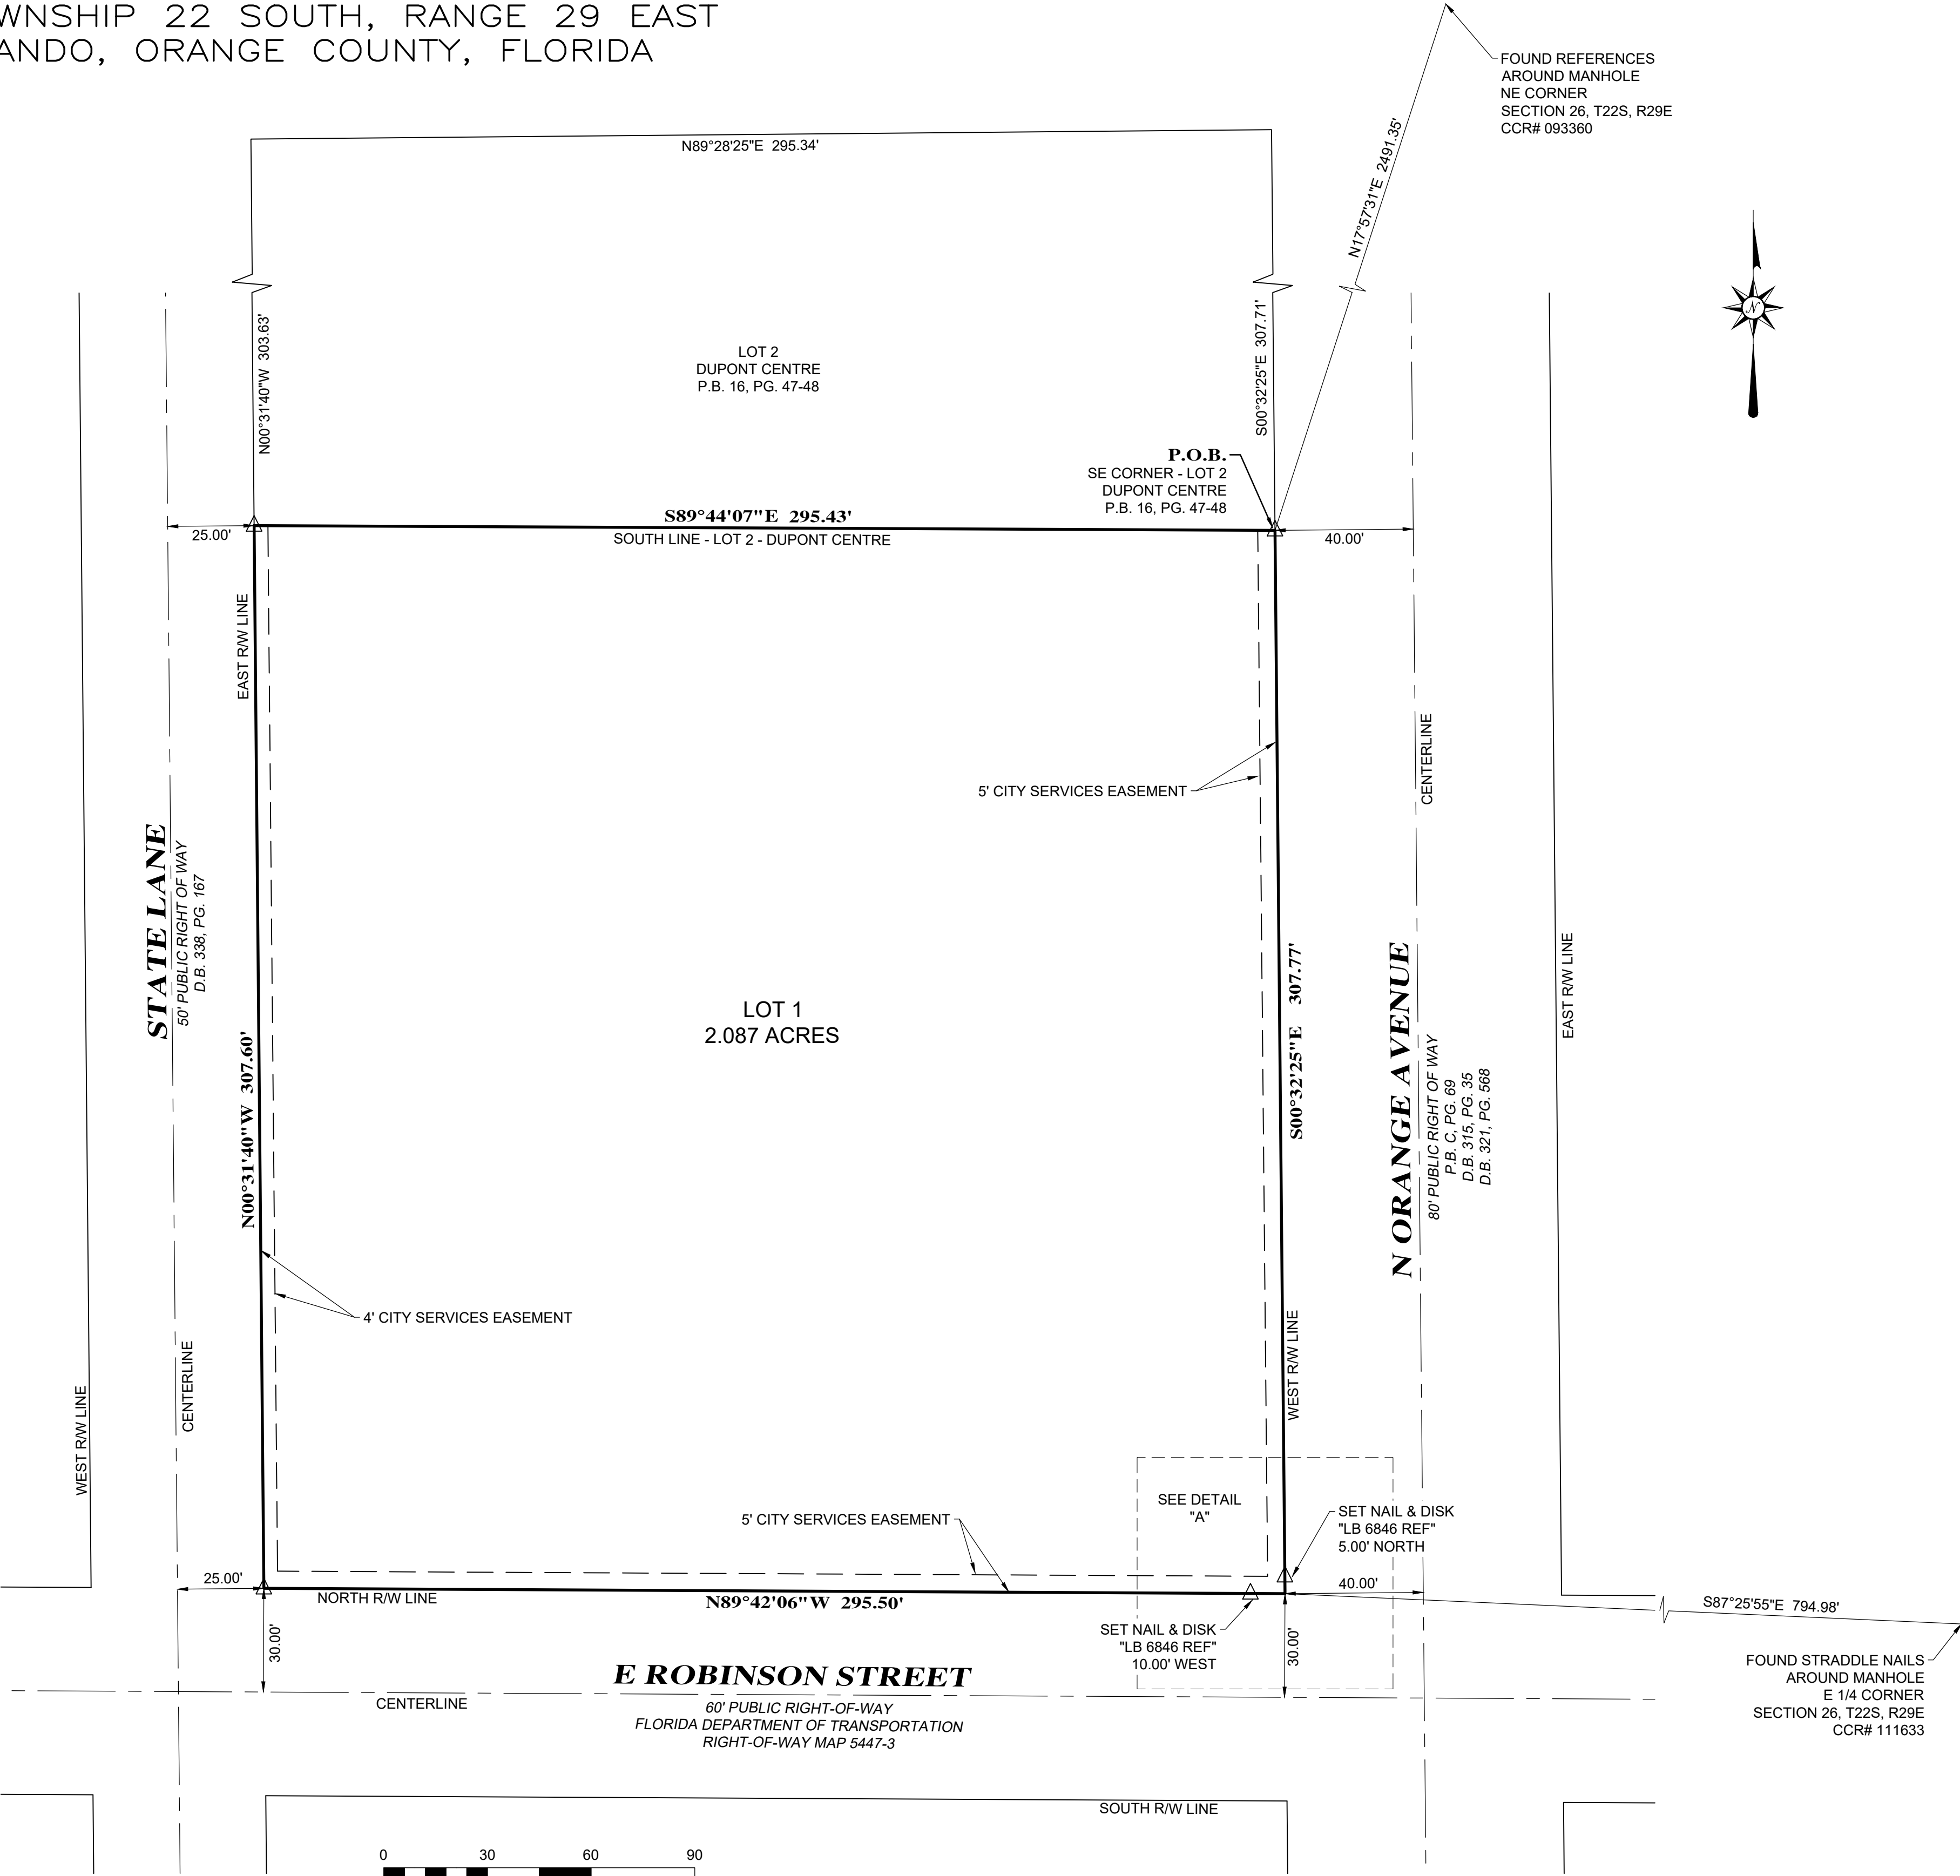 WNSHIP 22 SOUTH, RANGE 29 EAST
ANDO, ORANGE COUNTY, FLORIDA
FOUND REFERENCES
AROUND MANHOLE
NE CORNER
SECTION 26, T22S, R29E
CCR# 093360
N89°28'25"E 295.34'
N17°57'31"E 2491.35'
N
N00°31'40"W 303.63'
LOT 2
DUPONT CENTRE
P.B. 16, PG. 47-48
S00°32'25"E 307.71'
P.O.B.
SE CORNER - LOT 2
DUPONT CENTRE
P.B. 16, PG. 47-48
S89°44'07"E 295.43'
SOUTH LINE - LOT 2 - DUPONT CENTRE
25.00'
40.00'
EAST R/W LINE
CENTERLINE
5' CITY SERVICES EASEMENT
STATE LANE
50' PUBLIC RIGHT OF WAY
D.B. 338, PG. 167
LOT 1
2.087 ACRES
N00°31'40"W 307.60'
S00°32'25"E 307.77'
N ORANGE AVENUE
80' PUBLIC RIGHT OF WAY
P.B. C, PG. 69
D.B. 315, PG. 35
D.B. 321, PG. 568
EAST R/W LINE
4' CITY SERVICES EASEMENT
WEST R/W LINE
CENTERLINE
WEST R/W LINE
SEE DETAIL
"A"
5' CITY SERVICES EASEMENT
SET NAIL & DISK
"LB 6846 REF"
5.00' NORTH
25.00'
40.00'
NORTH R/W LINE
N89°42'06"W 295.50'
S87°25'55"E 794.98'
30.00'
30.00'
SET NAIL & DISK
"LB 6846 REF"
10.00' WEST
E ROBINSON STREET
CENTERLINE
60' PUBLIC RIGHT-OF-WAY
FLORIDA DEPARTMENT OF TRANSPORTATION
RIGHT-OF-WAY MAP 5447-3
FOUND STRADDLE NAILS
AROUND MANHOLE
E 1/4 CORNER
SECTION 26, T22S, R29E
CCR# 111633
SOUTH R/W LINE
0 30 60 90